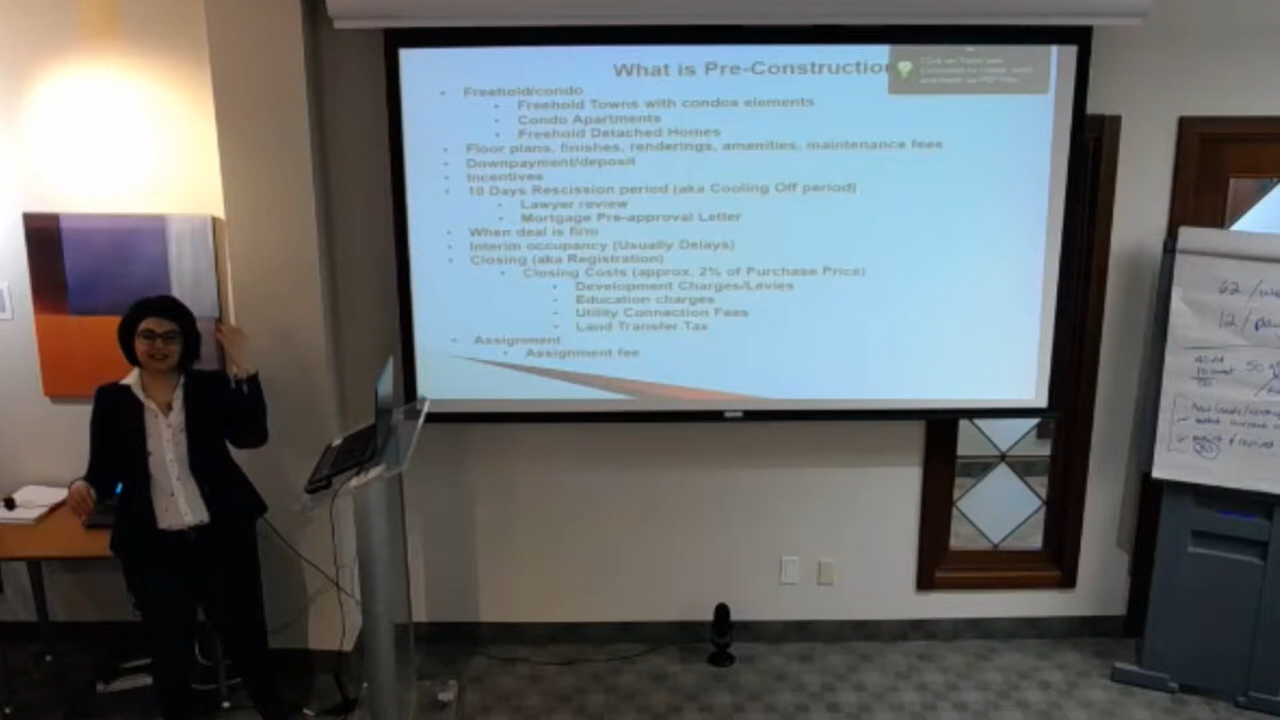 What is Pre-Construction
Freehold/condo
Freehold Towns with condos elements
Condo Apartments
Freehold Detached Homes
Floor plans, finishes, renderings, amenities, maintenance fees
Downpayment/deposit
Incentives
10 Days Rescission period (aka Cooling Off period)
Lawyer review
Mortgage Pre-approval Letter
When deal is firm
Interim occupancy (Usually Delays)
Closing (aka Registration)
Closing Costs (approx. 2% of Purchase Price)
Development Charges/Levies
Education charges
Utility Connection Fees
Land Transfer Tax
Assignment
Assignment fee
62 /
12 /
50